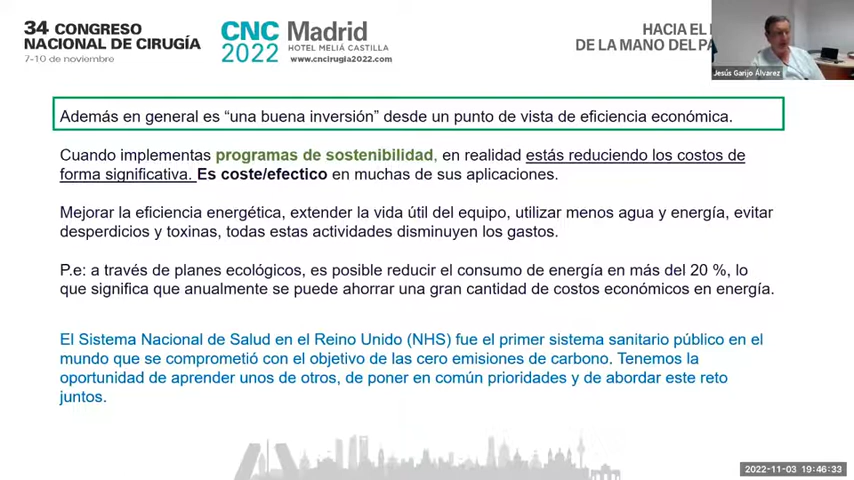 34 CONGRESO
NACIONAL DE CIRUGÍA
7-10 de noviembre
CNC Madrid
2022 HOTEL MELIÁ CASTILLA
www.cncirugia2022.com
HACIA EL
DE LA MANO DEL PA
Jesús Garijo Álvarez
Además en general es “una buena inversión” desde un punto de vista de eficiencia económica.
Cuando implementas programas de sostenibilidad, en realidad estás reduciendo los costos de
forma significativa. Es coste/efectico en muchas de sus aplicaciones.
Mejorar la eficiencia energética, extender la vida útil del equipo, utilizar menos agua y energía, evitar
desperdicios y toxinas, todas estas actividades disminuyen los gastos.
P.e: a través de planes ecológicos, es posible reducir el consumo de energía en más del 20 %, lo
que significa que anualmente se puede ahorrar una gran cantidad de costos económicos en energía.
El Sistema Nacional de Salud en el Reino Unido (NHS) fue el primer sistema sanitario público en el
mundo que se comprometió con el objetivo de las cero emisiones de carbono. Tenemos la
oportunidad de aprender unos de otros, de poner en común prioridades y de abordar este reto
juntos.
2022-11-03 19:46:33